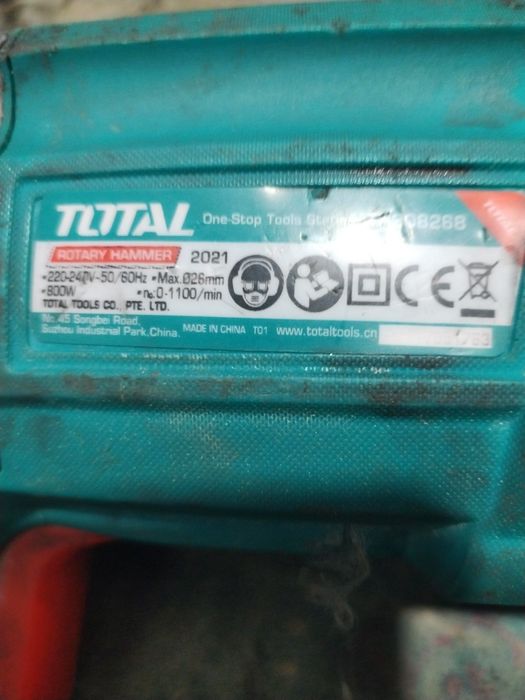 TOTAL One-Stop Tools 08268
ROTARY HAMMER 2021
•220-240V~50/60Hz •Max.Ø26mm
•800W •n₀:0-1100/min
TOTAL TOOLS CO., PTE. LTD.
No.45 Songbei Road,
Suzhou Industrial Park,China. MADE IN CHINA T01 www.totaltools.cn